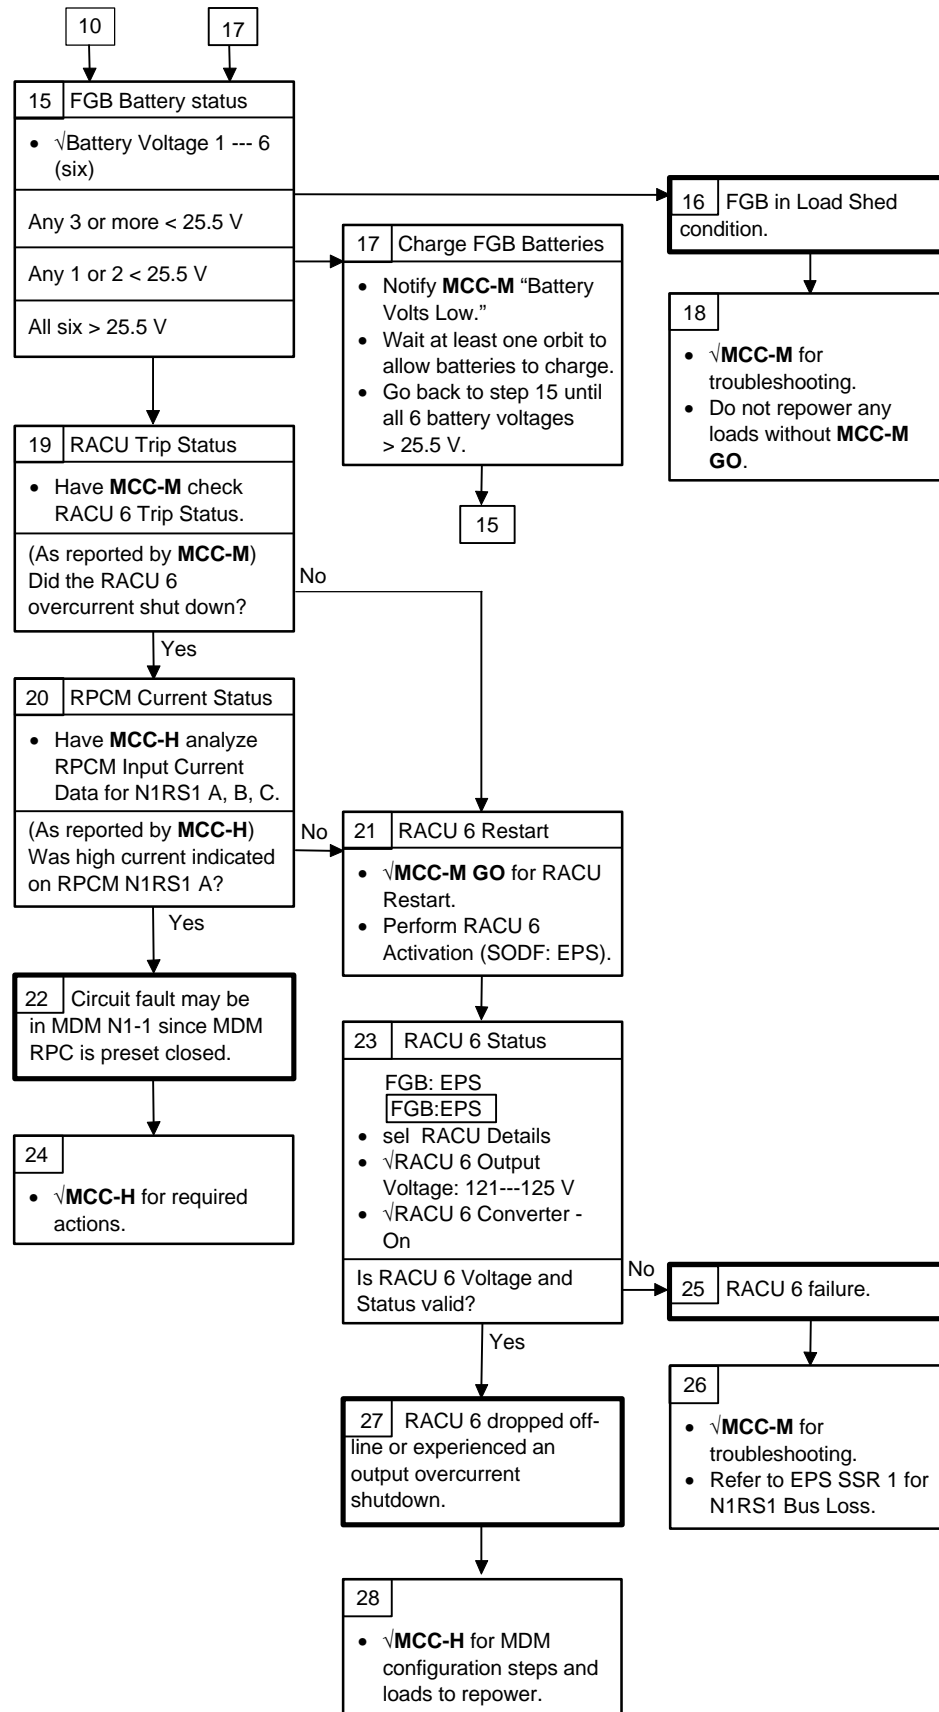 10
17
15 FGB Battery status
• √Battery Voltage 1 --- 6
(six)
Any 3 or more < 25.5 V
Any 1 or 2 < 25.5 V
All six > 25.5 V
16 FGB in Load Shed
condition.
17 Charge FGB Batteries
• Notify MCC-M “Battery
Volts Low.”
• Wait at least one orbit to
allow batteries to charge.
• Go back to step 15 until
all 6 battery voltages
> 25.5 V.
15
18
• √MCC-M for
troubleshooting.
• Do not repower any
loads without MCC-M
GO.
19 RACU Trip Status
• Have MCC-M check
RACU 6 Trip Status.
(As reported by MCC-M)
Did the RACU 6
overcurrent shut down?
No
Yes
20 RPCM Current Status
• Have MCC-H analyze
RPCM Input Current
Data for N1RS1 A, B, C.
(As reported by MCC-H)
Was high current indicated
on RPCM N1RS1 A?
No
Yes
21 RACU 6 Restart
• √MCC-M GO for RACU
Restart.
• Perform RACU 6
Activation (SODF: EPS).
22 Circuit fault may be
in MDM N1-1 since MDM
RPC is preset closed.
23 RACU 6 Status
FGB: EPS
FGB:EPS
• sel RACU Details
• √RACU 6 Output
Voltage: 121---125 V
• √RACU 6 Converter -
On
Is RACU 6 Voltage and
Status valid?
No
Yes
24
• √MCC-H for required
actions.
25 RACU 6 failure.
26
• √MCC-M for
troubleshooting.
• Refer to EPS SSR 1 for
N1RS1 Bus Loss.
27 RACU 6 dropped off-
line or experienced an
output overcurrent
shutdown.
28
• √MCC-H for MDM
configuration steps and
loads to repower.